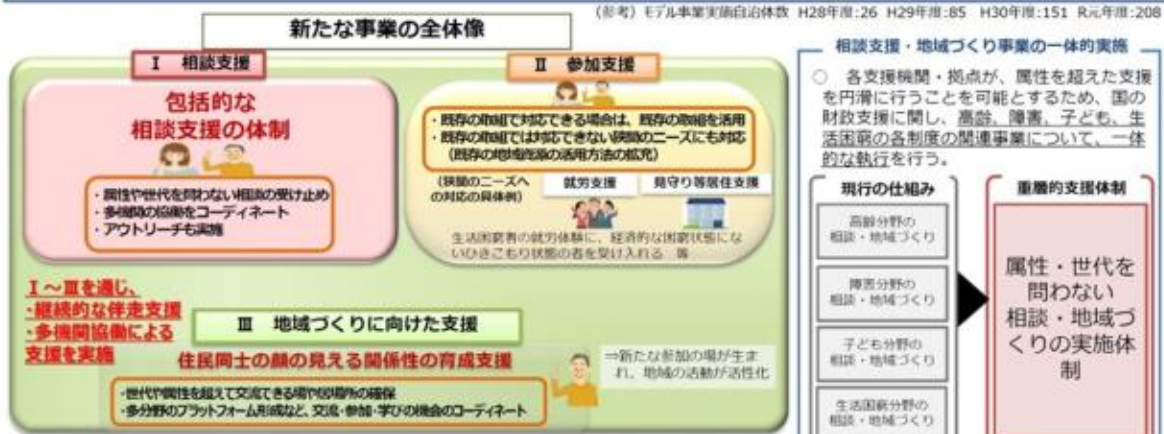 (参考)モデル事業実施自治体数 H28年度:26 H29年度:85 H30年度:151 R元年度:208
新たな事業の全体像
Ⅰ 相談支援
包括的な
相談支援の体制
・属性や世代を問わない相談の受け止め
・多機関の協働をコーディネート
・アウトリーチも実施
Ⅱ 参加支援
・既存の取組で対応できる場合は、既存の取組を活用
・既存の取組では対応できない狭間のニーズにも対応
(既存の地域資源の活用方法の拡充)
(狭間のニーズへ
の対応の具体例)
就労支援
見守り等居住支援
生活困窮者の就労体験に、経済的な困窮状態にな
いひきこもり状態の者を受け入れる 等
Ⅰ~Ⅲを通じ、
・継続的な伴走支援
・多機関協働による
支援を実施
Ⅲ 地域づくりに向けた支援
住民同士の顔の見える関係性の育成支援
・世代や属性を超えて交流できる場や居場所の確保
・多分野のプラットフォーム形成など、交流・参加・学びの機会のコーディネート
⇒新たな参加の場が生ま
れ、地域の活動が活性化
相談支援・地域づくり事業の一体的実施
○ 各支援機関・拠点が、属性を超えた支援
を円滑に行うことを可能とするため、国の
財政支援に関し、高齢、障害、子ども、生
活困窮の各制度の関連事業について、一体
的な執行を行う。
現行の仕組み
高齢分野の
相談・地域づくり
障害分野の
相談・地域づくり
子ども分野の
相談・地域づくり
生活困窮分野の
相談・地域づくり
重層的支援体制
属性・世代を
問わない
相談・地域づ
くりの実施体
制